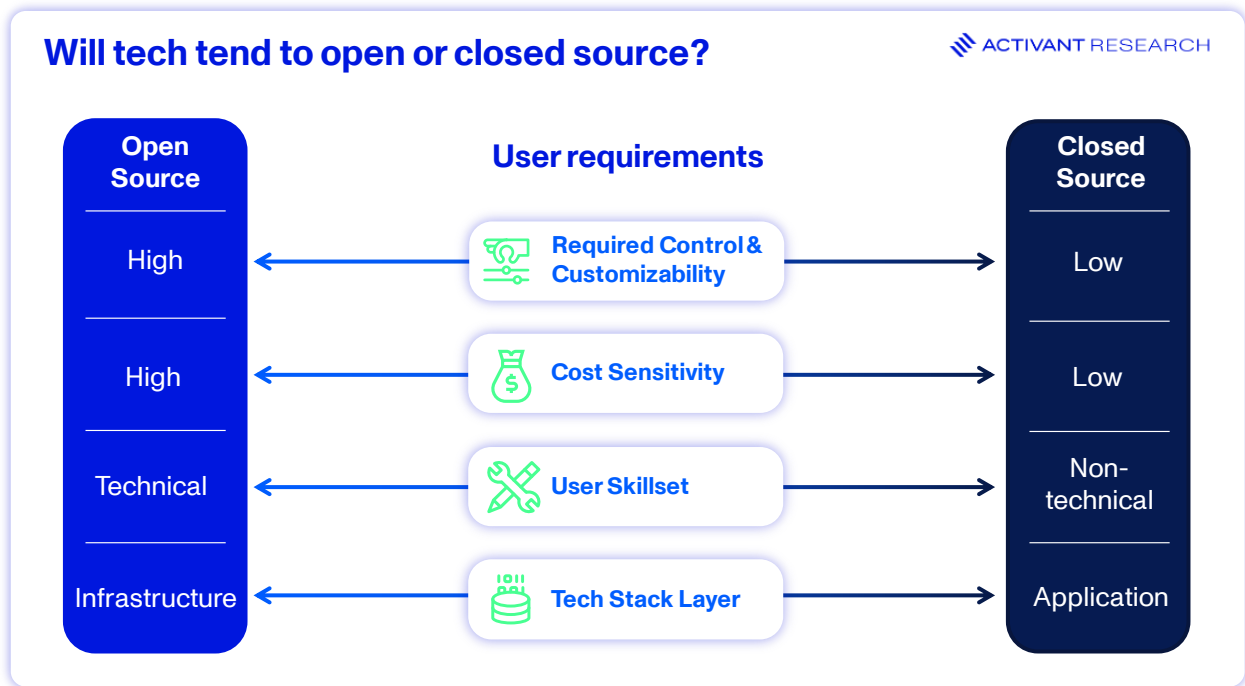 Will tech tend to open or closed source?
ACTIVANT RESEARCH
Open
Source
User requirements
Closed
Source
High
Required Control &
Customizability
Low
High
$
Cost Sensitivity
Low
Technical
User Skillset
Non-
technical
Infrastructure
1011
Tech Stack Layer
Application